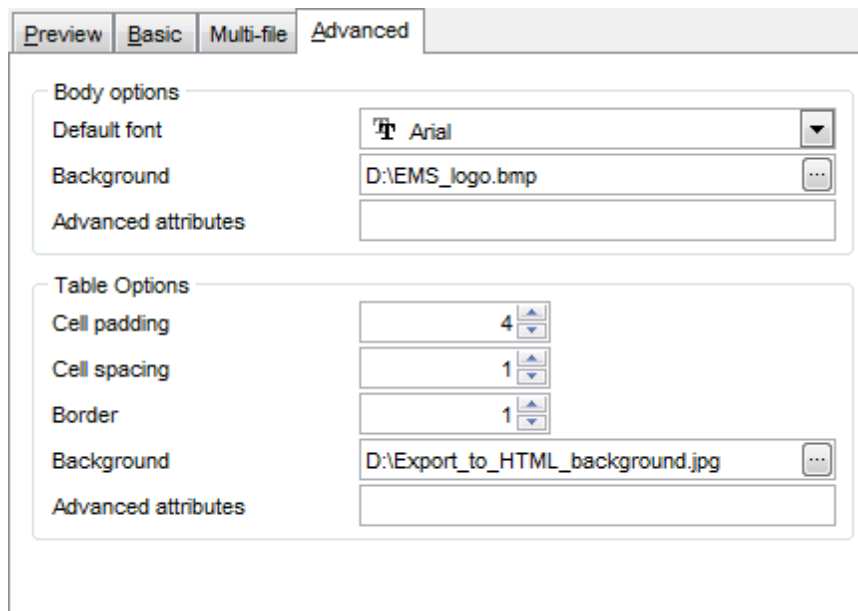 Preview Basic Multi-file Advanced
Body options
Default font Arial
Background D:\EMS_logo.bmp ...
Advanced attributes
Table Options
Cell padding 4
Cell spacing 1
Border 1
Background D:\Export_to_HTML_background.jpg ...
Advanced attributes